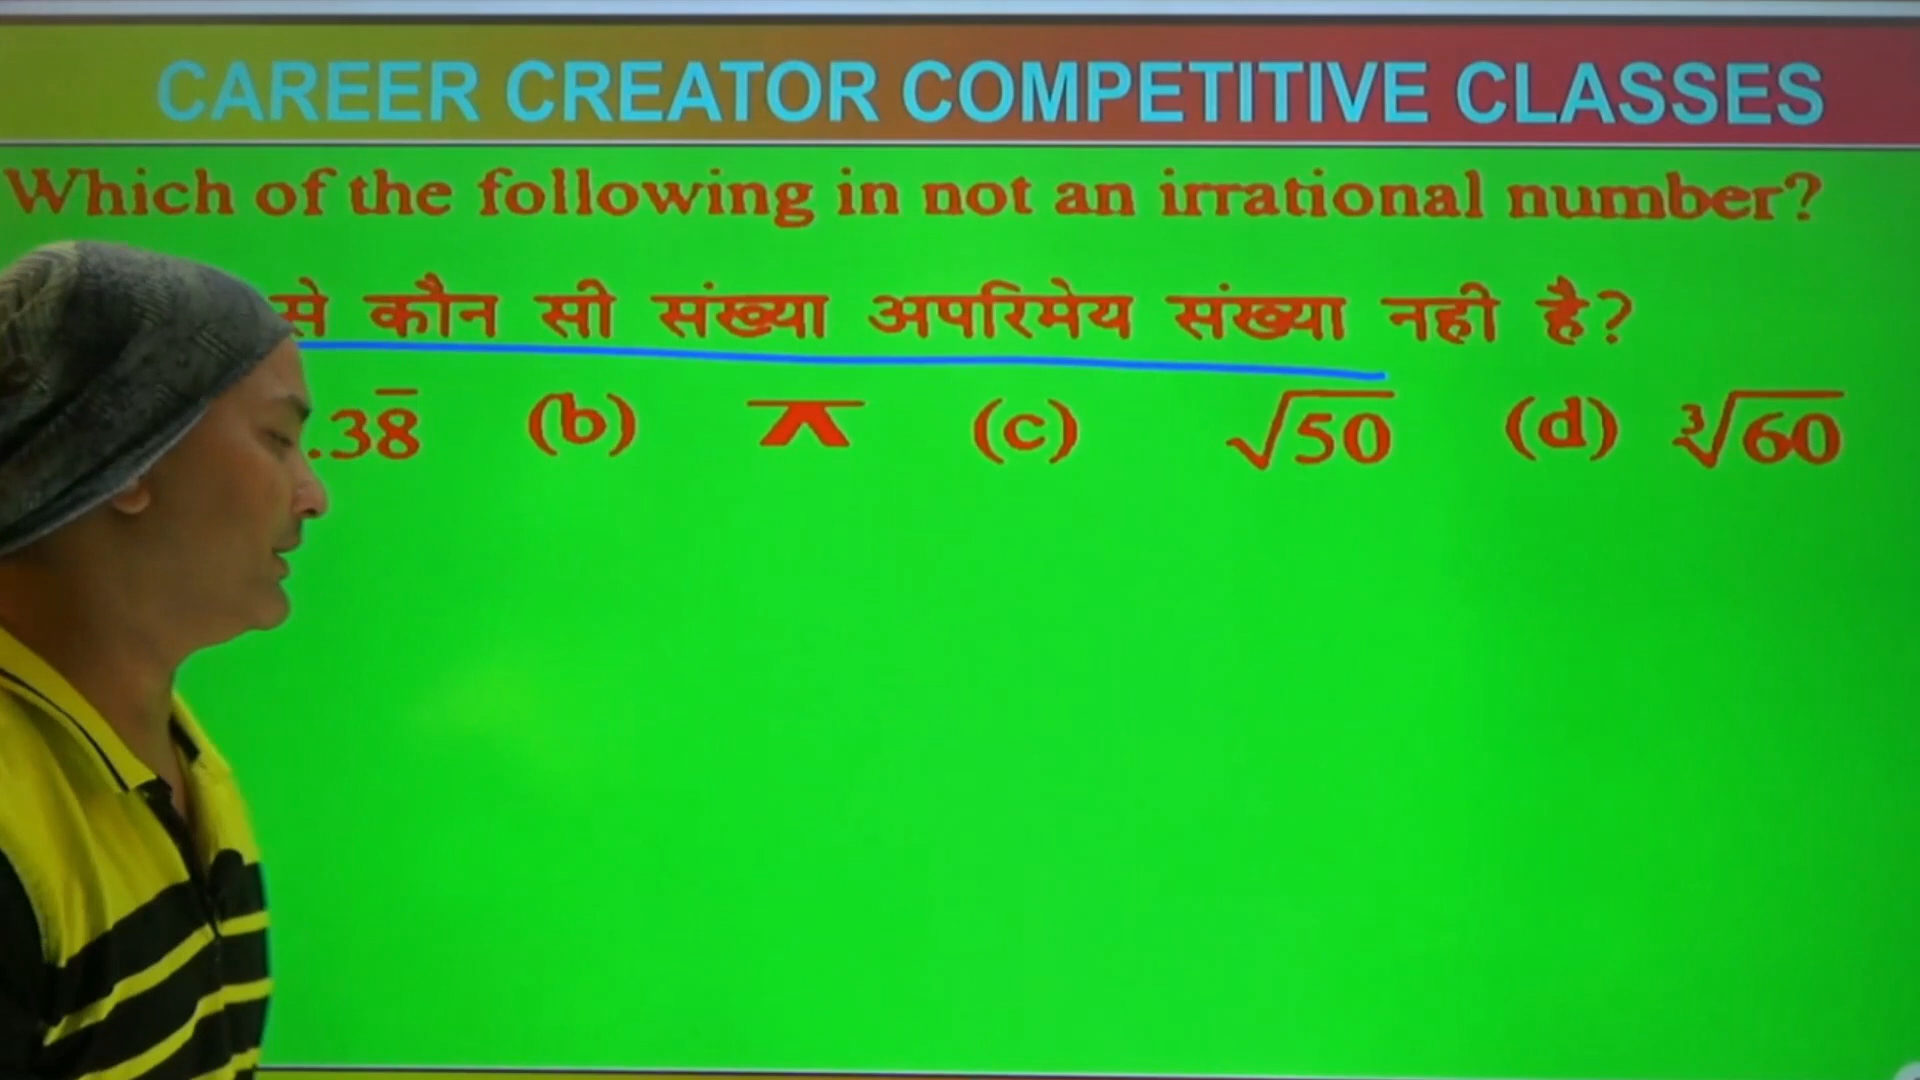 CAREER CREATOR COMPETITIVE CLASSES
Which of the following in not an irrational number?
से कौन सी संख्या अपरिमेय संख्या नही है?
.38̅ (b) (c) √50 (d) ∛60